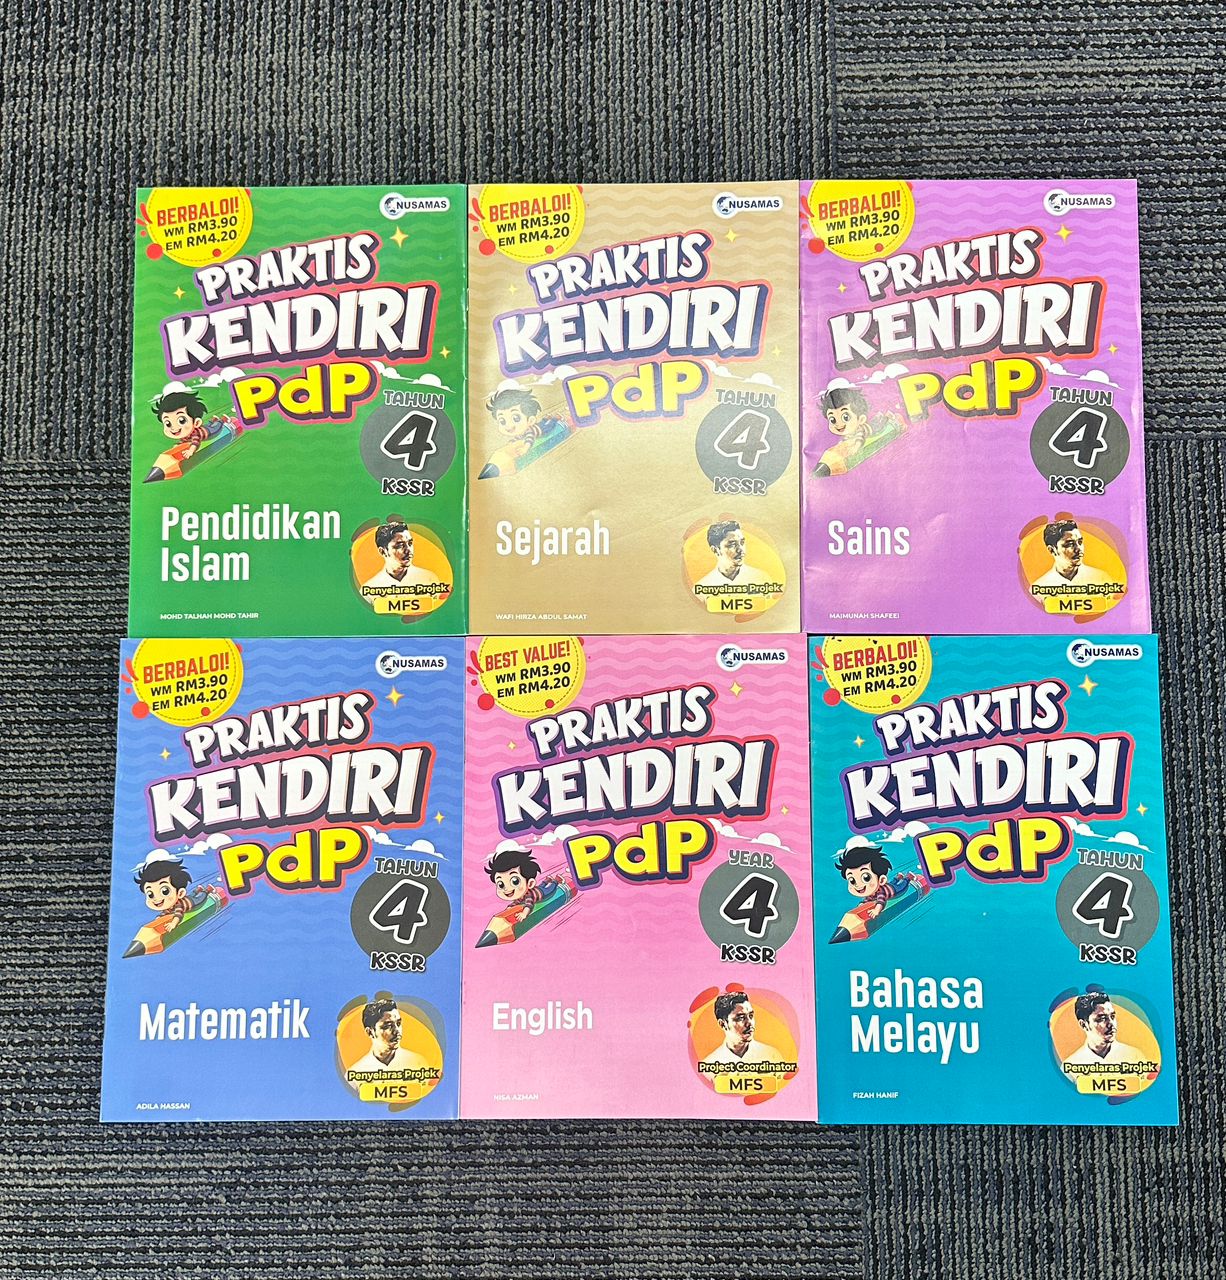 BERBALOI!
WM RM3.90
EM RM4.20
NUSAMAS
PRAKTIS
KENDIRI
PdP
TAHUN
4
KSSR
Pendidikan
Islam
Penyelaras Projek
MFS
MOHD TALHAH MOHD TAHIR
BERBALOI!
WM RM3.90
EM RM4.20
NUSAMAS
PRAKTIS
KENDIRI
PdP
TAHUN
4
KSSR
Sejarah
Penyelaras Projek
MFS
WAFI HIRZA ABDUL SAMAT
BERBALOI!
WM RM3.90
EM RM4.20
NUSAMAS
PRAKTIS
KENDIRI
PdP
TAHUN
4
KSSR
Sains
Penyelaras Projek
MFS
MAIMUNAH SHAFEEI
BERBALOI!
WM RM3.90
EM RM4.20
NUSAMAS
PRAKTIS
KENDIRI
PdP
TAHUN
4
KSSR
Matematik
Penyelaras Projek
MFS
ADILA HASSAN
BEST VALUE!
WM RM3.90
EM RM4.20
NUSAMAS
PRAKTIS
KENDIRI
PdP
YEAR
4
KSSR
English
Project Coordinator
MFS
NISA AZMAN
BERBALOI!
WM RM3.90
EM RM4.20
NUSAMAS
PRAKTIS
KENDIRI
PdP
TAHUN
4
KSSR
Bahasa
Melayu
Penyelaras Projek
MFS
FIZAH HANIF